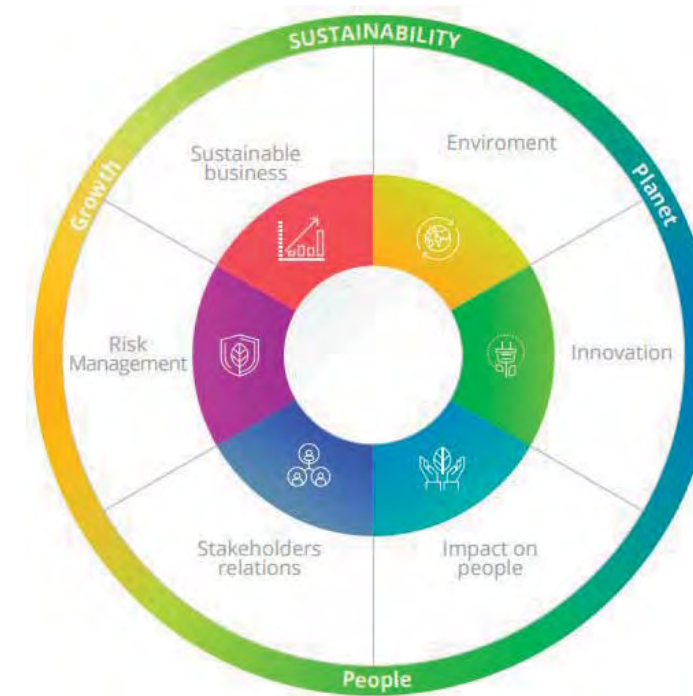 SUSTAINABILITY
Growth
Planet
Sustainable
business
Enviroment
Risk
Management
Innovation
Stakeholders
relations
Impact on
people
People